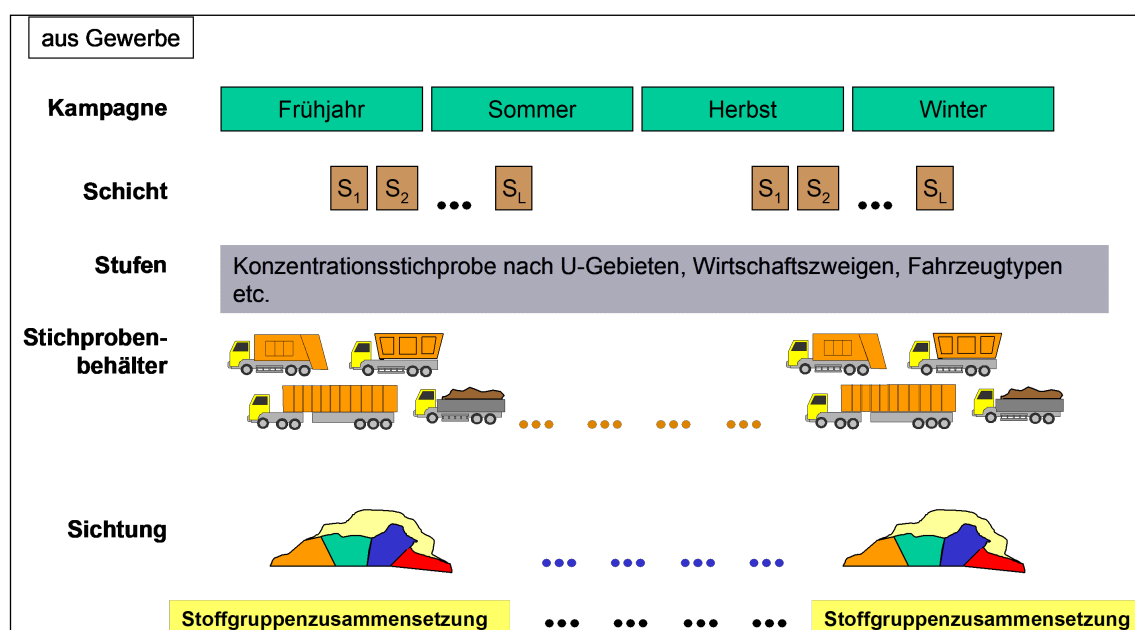 aus Gewerbe
Kampagne
Frühjahr
Sommer
Herbst
Winter
Schicht
S1 S2 ... SL
S1 S2 ... SL
Stufen
Konzentrationsstichprobe nach U-Gebieten, Wirtschaftszweigen, Fahrzeugtypen
etc.
Stichproben-
behälter
Sichtung
Stoffgruppenzusammensetzung
Stoffgruppenzusammensetzung